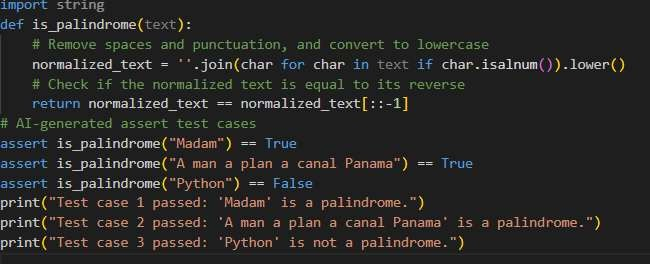 import string
def is_palindrome(text):
    # Remove spaces and punctuation, and convert to lowercase
    normalized_text = ''.join(char for char in text if char.isalnum()).lower()
    # Check if the normalized text is equal to its reverse
    return normalized_text == normalized_text[::-1]
# AI-generated assert test cases
assert is_palindrome("Madam") == True
assert is_palindrome("A man a plan a canal Panama") == True
assert is_palindrome("Python") == False
print("Test case 1 passed: 'Madam' is a palindrome.")
print("Test case 2 passed: 'A man a plan a canal Panama' is a palindrome.")
print("Test case 3 passed: 'Python' is not a palindrome.")